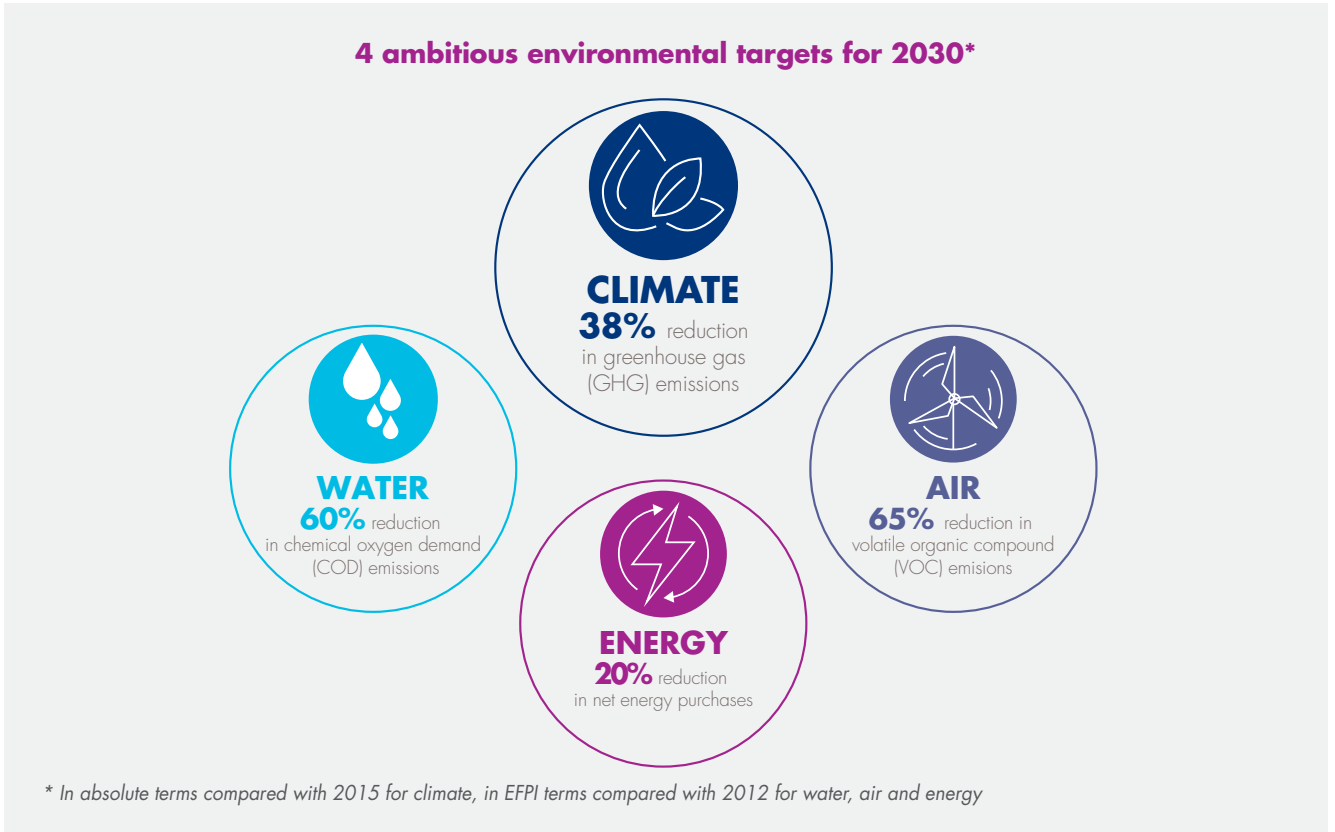 4 ambitious environmental targets for 2030*
CLIMATE
38% reduction
in greenhouse gas
(GHG) emissions
WATER
60% reduction
in chemical oxygen demand
(COD) emissions
AIR
65% reduction in
volatile organic compound
(VOC) emisions
ENERGY
20% reduction
in net energy purchases
* In absolute terms compared with 2015 for climate, in EFPI terms compared with 2012 for water, air and energy